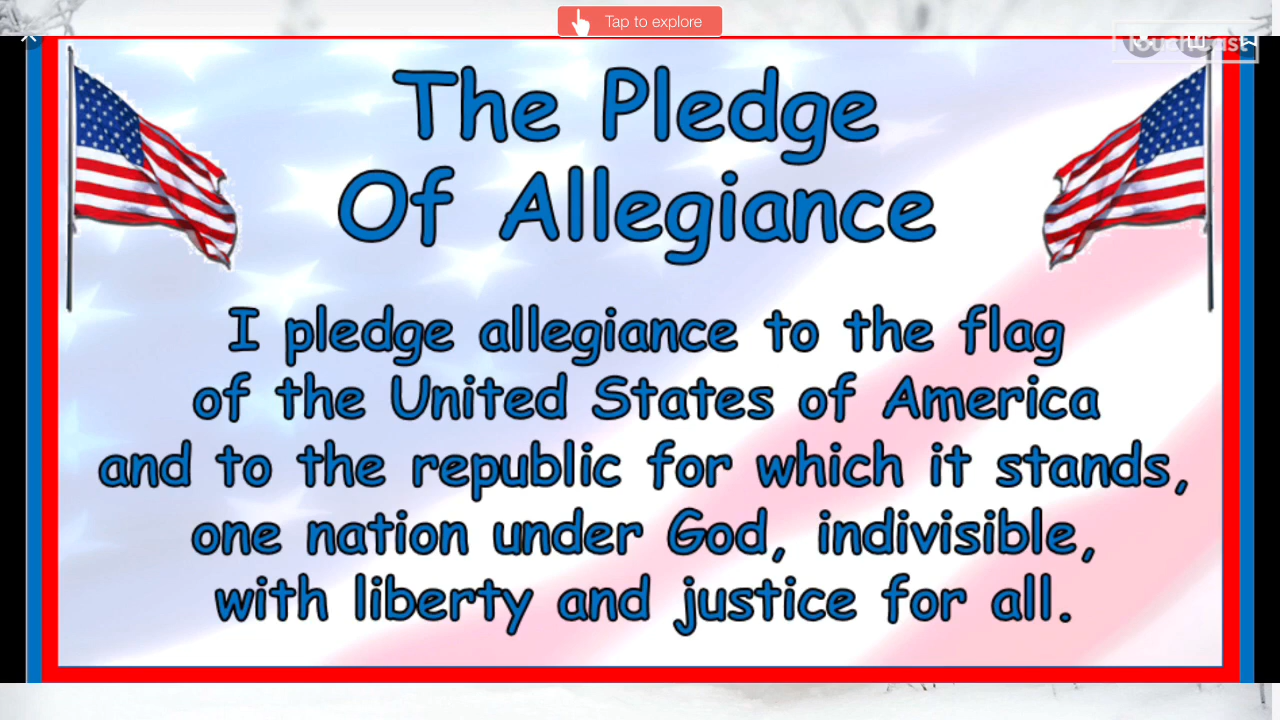 Tap to explore
TouchCast
The Pledge
Of Allegiance
I pledge allegiance to the flag
of the United States of America
and to the republic for which it stands,
one nation under God, indivisible,
with liberty and justice for all.